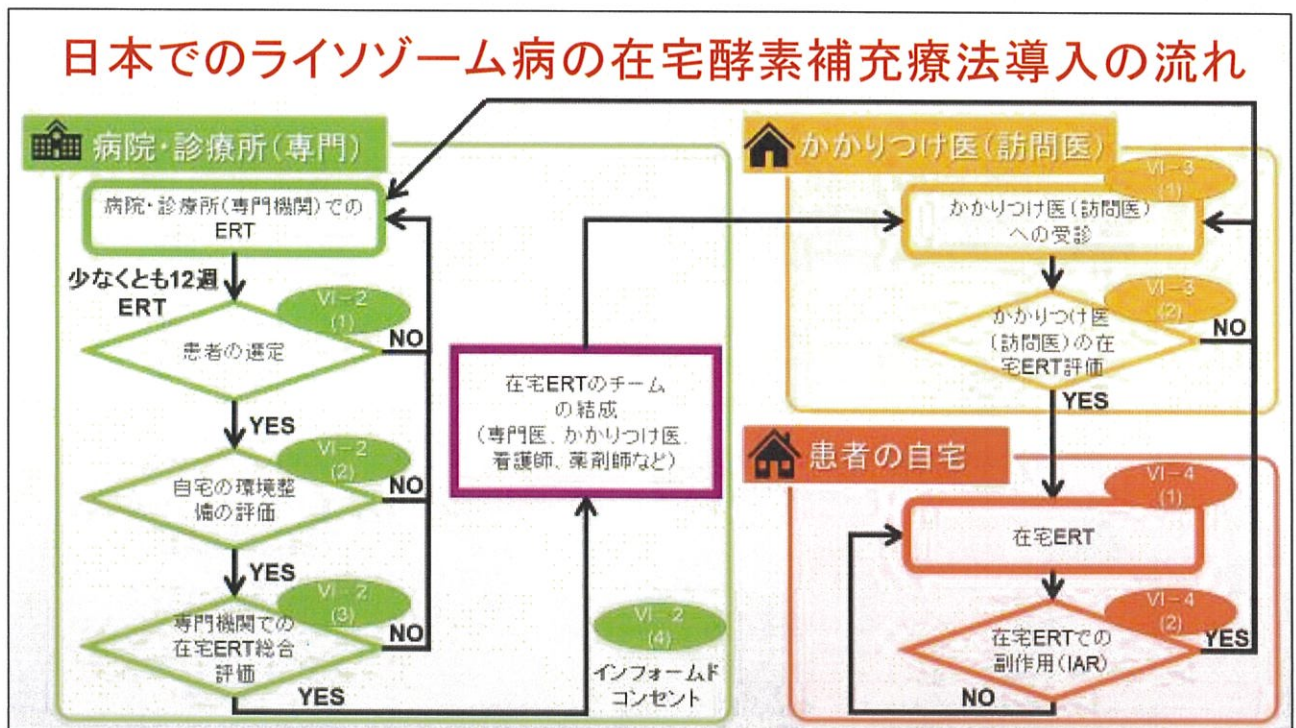 日本でのライソゾーム病の在宅酵素補充療法導入の流れ
病院・診療所(専門)
病院・診療所(専門機関)での
ERT
少なくとも12週
ERT
VI-2
(1)
患者の選定
NO
YES
VI-2
(2)
自宅の環境整
備の評価
NO
YES
VI-2
(3)
専門機関での
在宅ERT総合
評価
NO
YES
VI-2
(4)
インフォームド
コンセント
在宅ERTのチーム
の結成
(専門医、かかりつけ医、
看護師、薬剤師など)
かかりつけ医(訪問医)
VI-3
(1)
かかりつけ医(訪問医)
への受診
VI-3
(2)
かかりつけ医
(訪問医)の在
宅ERT評価
NO
YES
患者の自宅
VI-4
(1)
在宅ERT
VI-4
(2)
在宅ERTでの
副作用(IAR)
YES
NO